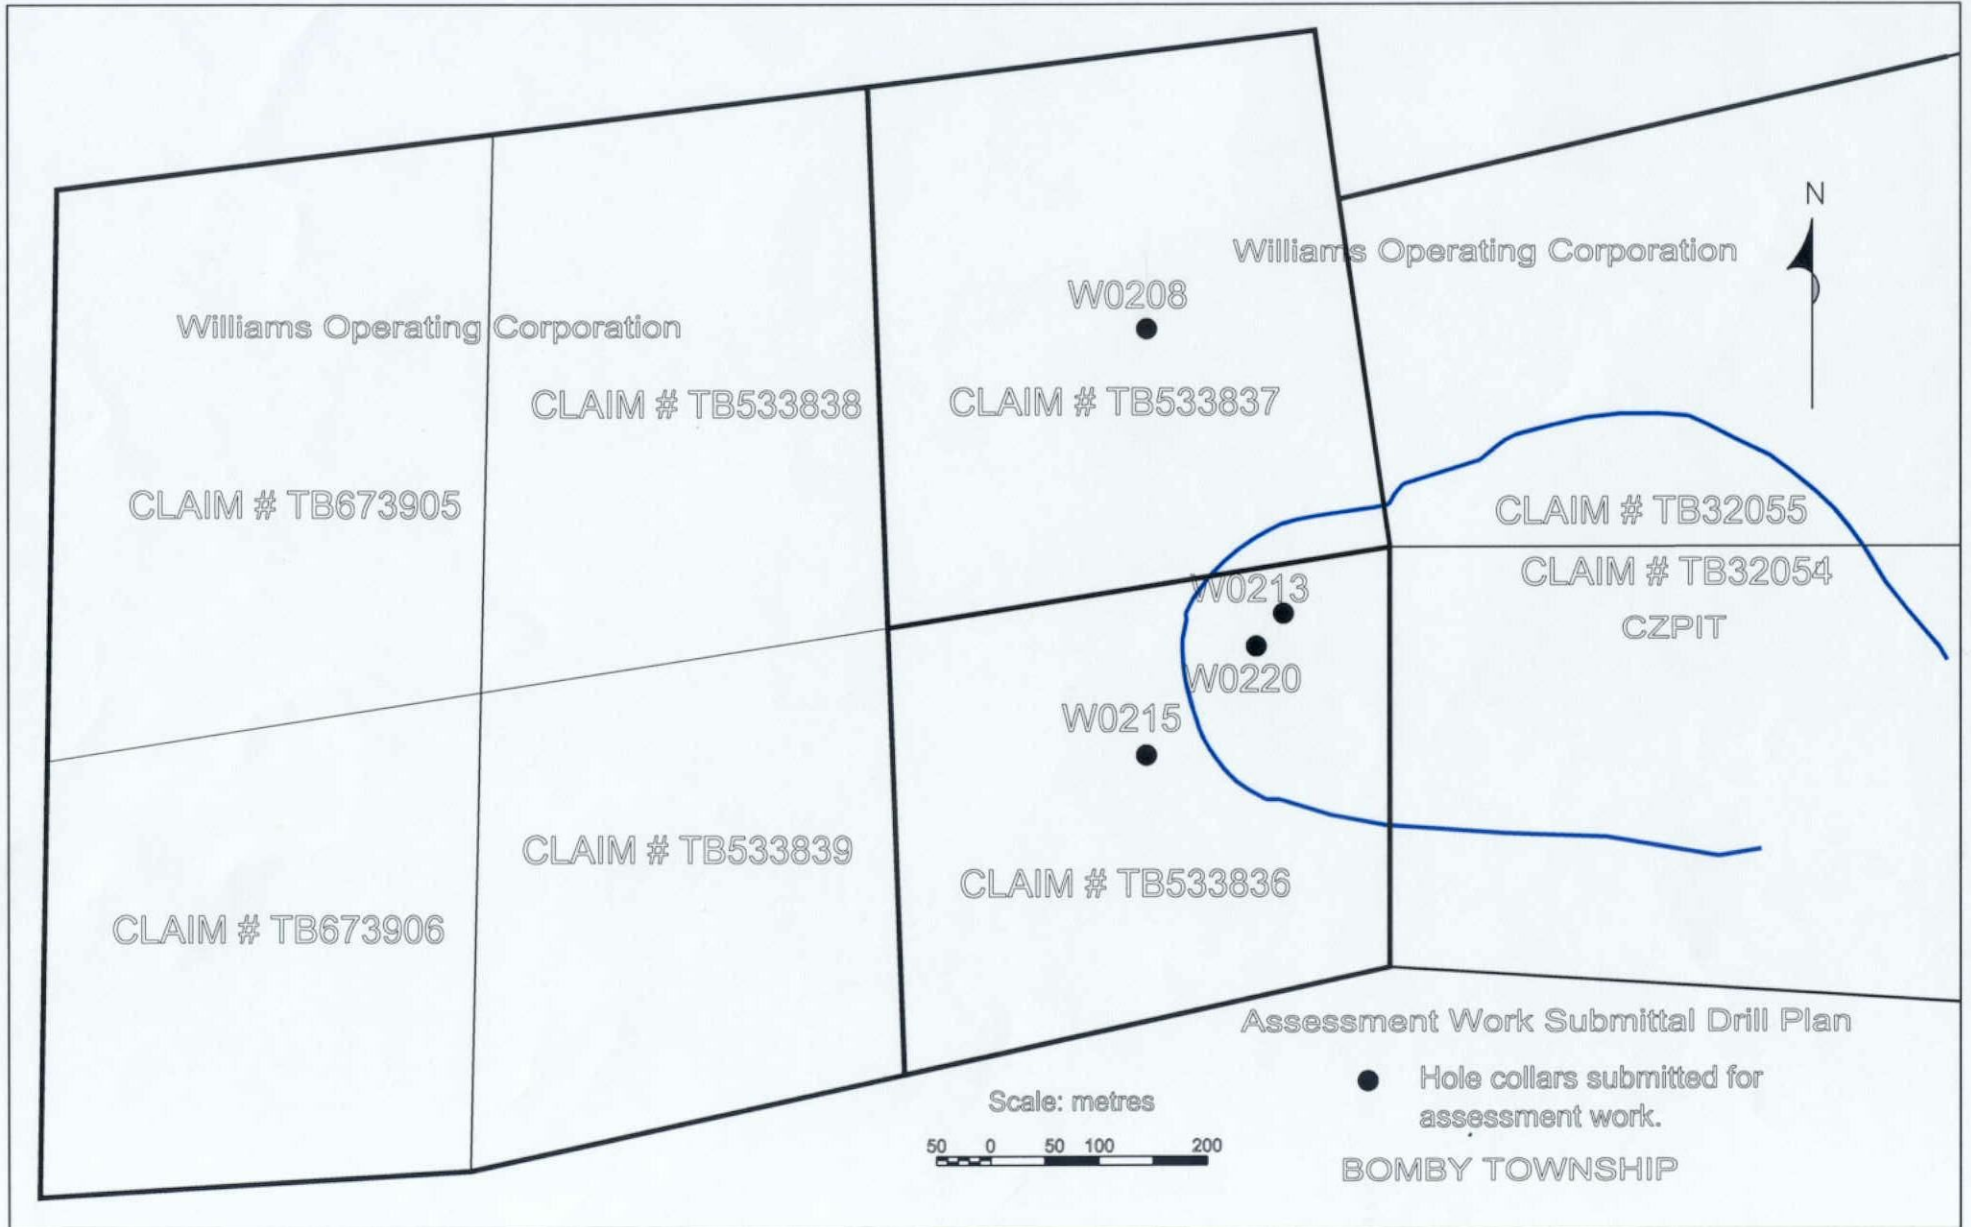 N
Williams Operating Corporation
W0208
Williams Operating Corporation
CLAIM # TB533838
CLAIM # TB533837
CLAIM # TB673905
CLAIM # TB32055
CLAIM # TB32054
W0213
CZPIT
W0220
W0215
CLAIM # TB533839
CLAIM # TB533836
CLAIM # TB673906
Assessment Work Submittal Drill Plan
Hole collars submitted for
assessment work.
Scale: metres
50 0 50 100 200
BOMBY TOWNSHIP